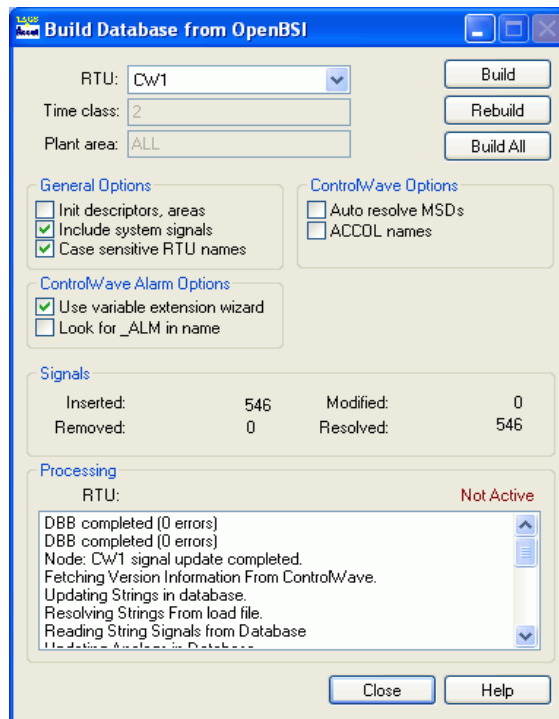 Build Database from OpenBSI
RTU: CW1
Build
Time class: 2
Rebuild
Plant area: ALL
Build All
General Options
Init descriptors, areas
Include system signals
Case sensitive RTU names
ControlWave Options
Auto resolve MSDs
ACCOL names
ControlWave Alarm Options
Use variable extension wizard
Look for _ALM in name
Signals
Inserted: 546 Modified: 0
Removed: 0 Resolved: 546
Processing
RTU: Not Active
DBB completed (0 errors)
DBB completed (0 errors)
Node: CW1 signal update completed.
Fetching Version Information From ControlWave.
Updating Strings in database.
Resolving Strings From load file.
Reading String Signals from Database
Updating Analogs in Database
Close Help